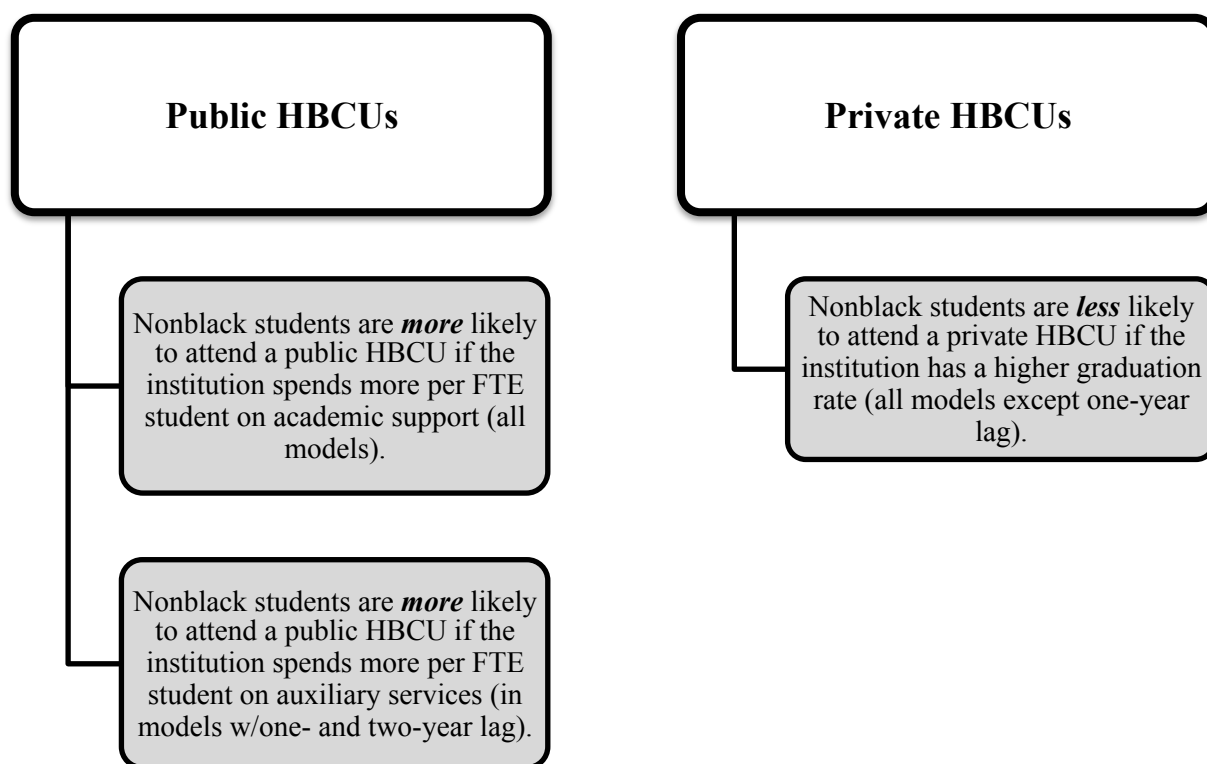 Public HBCUs
Nonblack students are more likely
to attend a public HBCU if the
institution spends more per FTE
student on academic support (all
models).
Nonblack students are more likely
to attend a public HBCU if the
institution spends more per FTE
student on auxiliary services (in
models w/one- and two-year lag).
Private HBCUs
Nonblack students are less likely
to attend a private HBCU if the
institution has a higher graduation
rate (all models except one-year
lag).